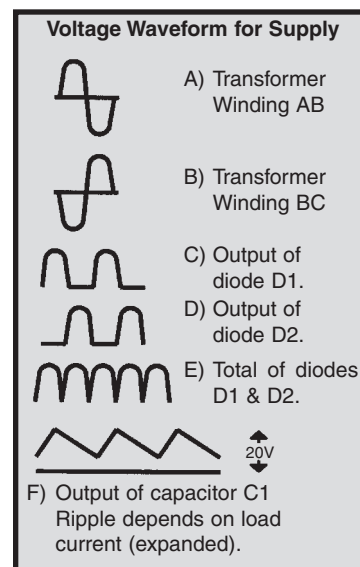 Voltage Waveform for Supply
A) Transformer
Winding AB
B) Transformer
Winding BC
C) Output of
diode D1.
D) Output of
diode D2.
E) Total of diodes
D1 & D2.
20V
F) Output of capacitor C1
Ripple depends on load
current (expanded).